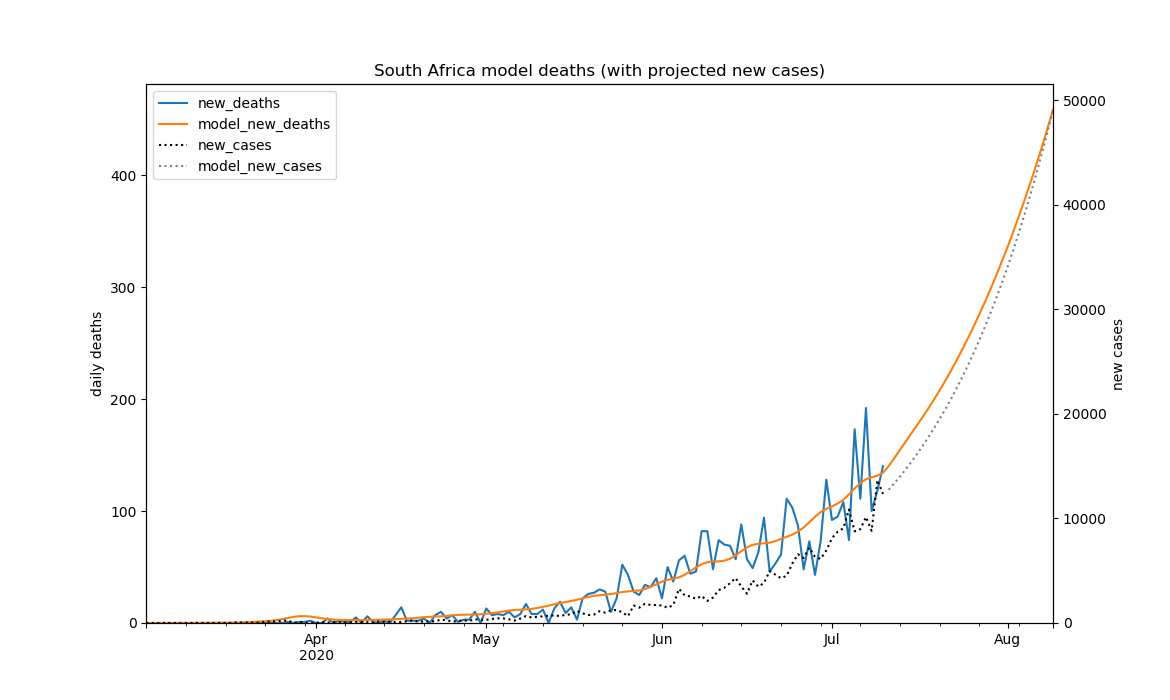 South Africa model deaths (with projected new cases)
new_deaths
model_new_deaths
new_cases
model_new_cases
400
300
200
100
0
daily deaths
50000
40000
30000
20000
10000
0
new cases
Apr
2020
May
Jun
Jul
Aug